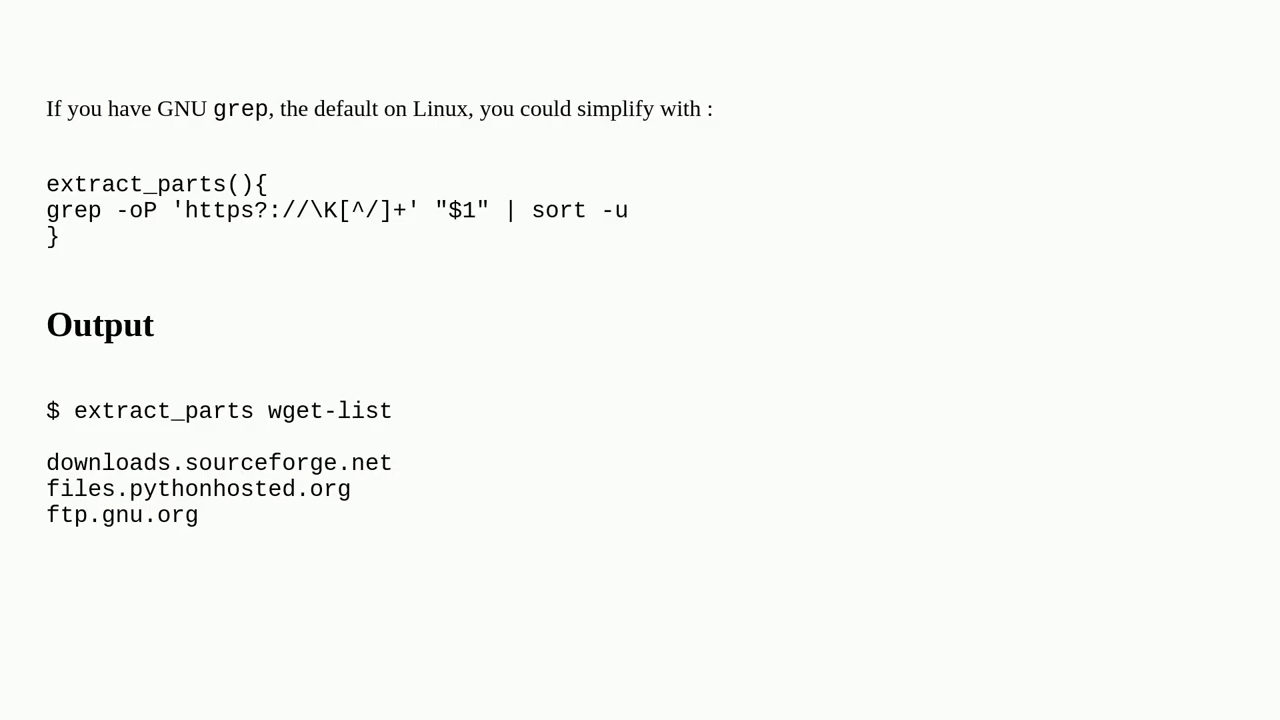 If you have GNU grep, the default on Linux, you could simplify with :
extract_parts(){
grep -oP 'https?://\K[^/]+' "$1" | sort -u
}
Output
$ extract_parts wget-list
downloads.sourceforge.net
files.pythonhosted.org
ftp.gnu.org